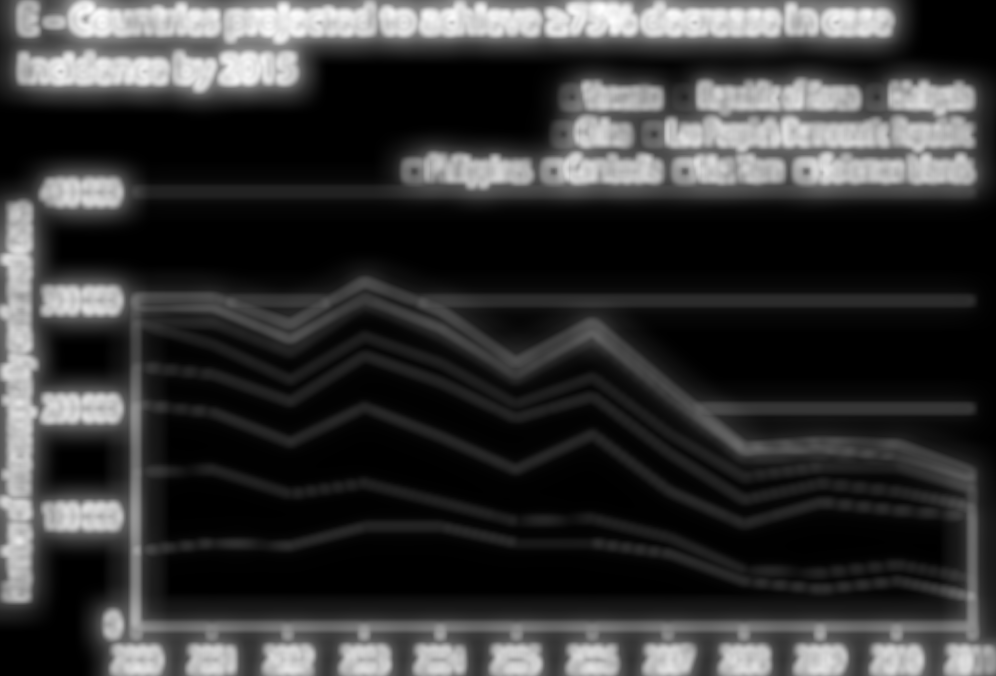 E – Countries projected to achieve ≥75% decrease in case
incidence by 2015
Vanuatu Republic of Korea Malaysia
China Lao People's Democratic Republic
Philippines Cambodia Viet Nam Solomon Islands
400 000
300 000
200 000
100 000
0
2000 2001 2002 2003 2004 2005 2006 2007 2008 2009 2010 2011